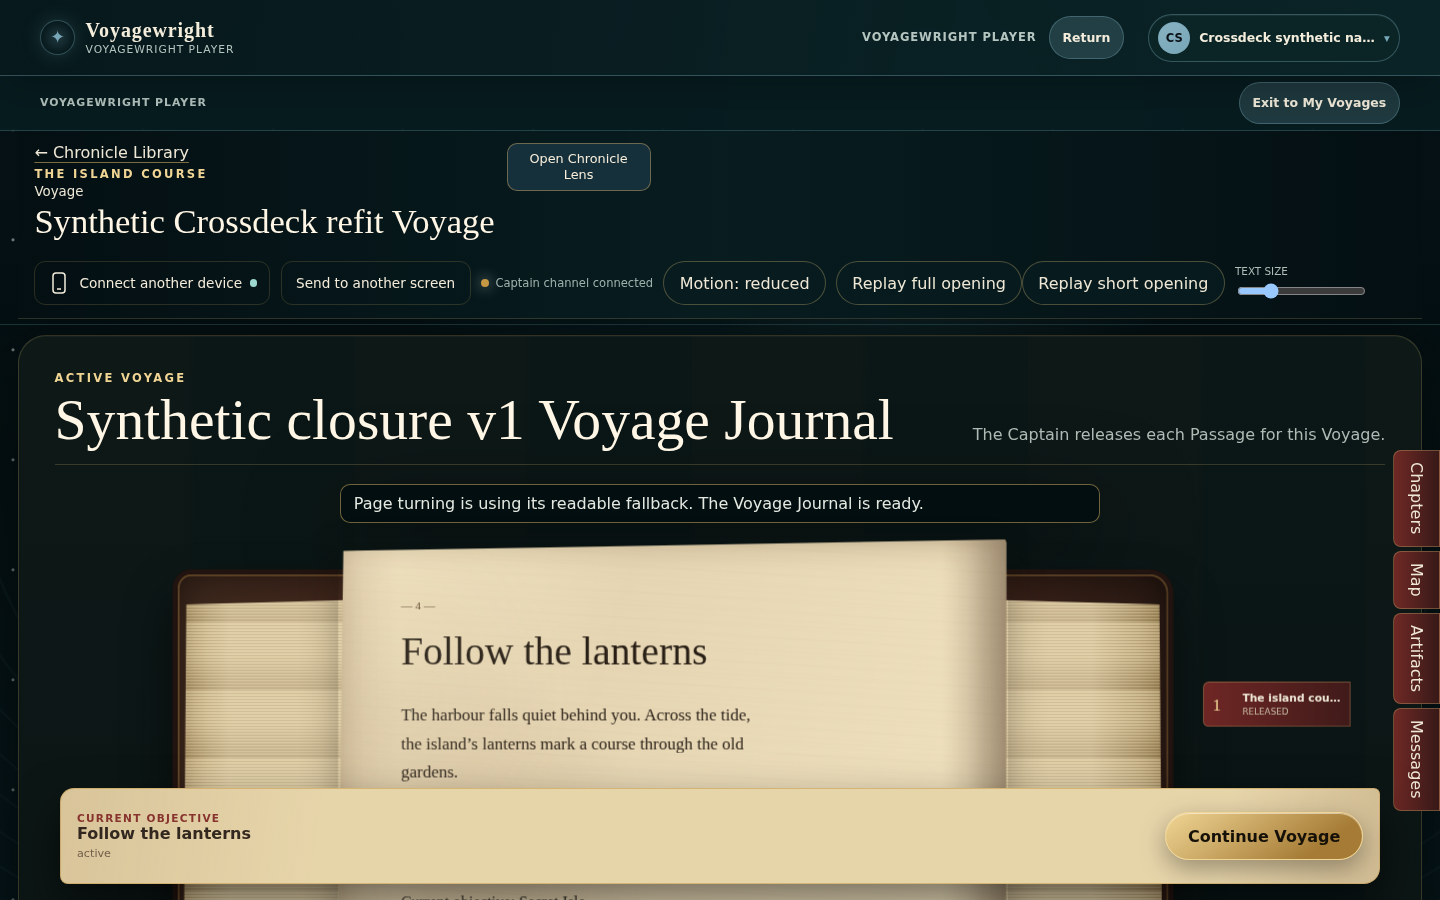 Voyagewright
VOYAGEWRIGHT PLAYER
VOYAGEWRIGHT PLAYER
Return
CS
Crossdeck synthetic na...
VOYAGEWRIGHT PLAYER
Exit to My Voyages
← Chronicle Library
THE ISLAND COURSE
Voyage
Synthetic Crossdeck refit Voyage
Open Chronicle
Lens
Connect another device
Send to another screen
Captain channel connected
Motion: reduced
Replay full opening
Replay short opening
TEXT SIZE
ACTIVE VOYAGE
Synthetic closure v1 Voyage Journal
The Captain releases each Passage for this Voyage.
Page turning is using its readable fallback. The Voyage Journal is ready.
— 4 —
Follow the lanterns
The harbour falls quiet behind you. Across the tide,
the island’s lanterns mark a course through the old
gardens.
1
The island cou...
RELEASED
Chapters
Map
Artifacts
Messages
CURRENT OBJECTIVE
Follow the lanterns
active
Continue Voyage
Current objective: Secret Isle